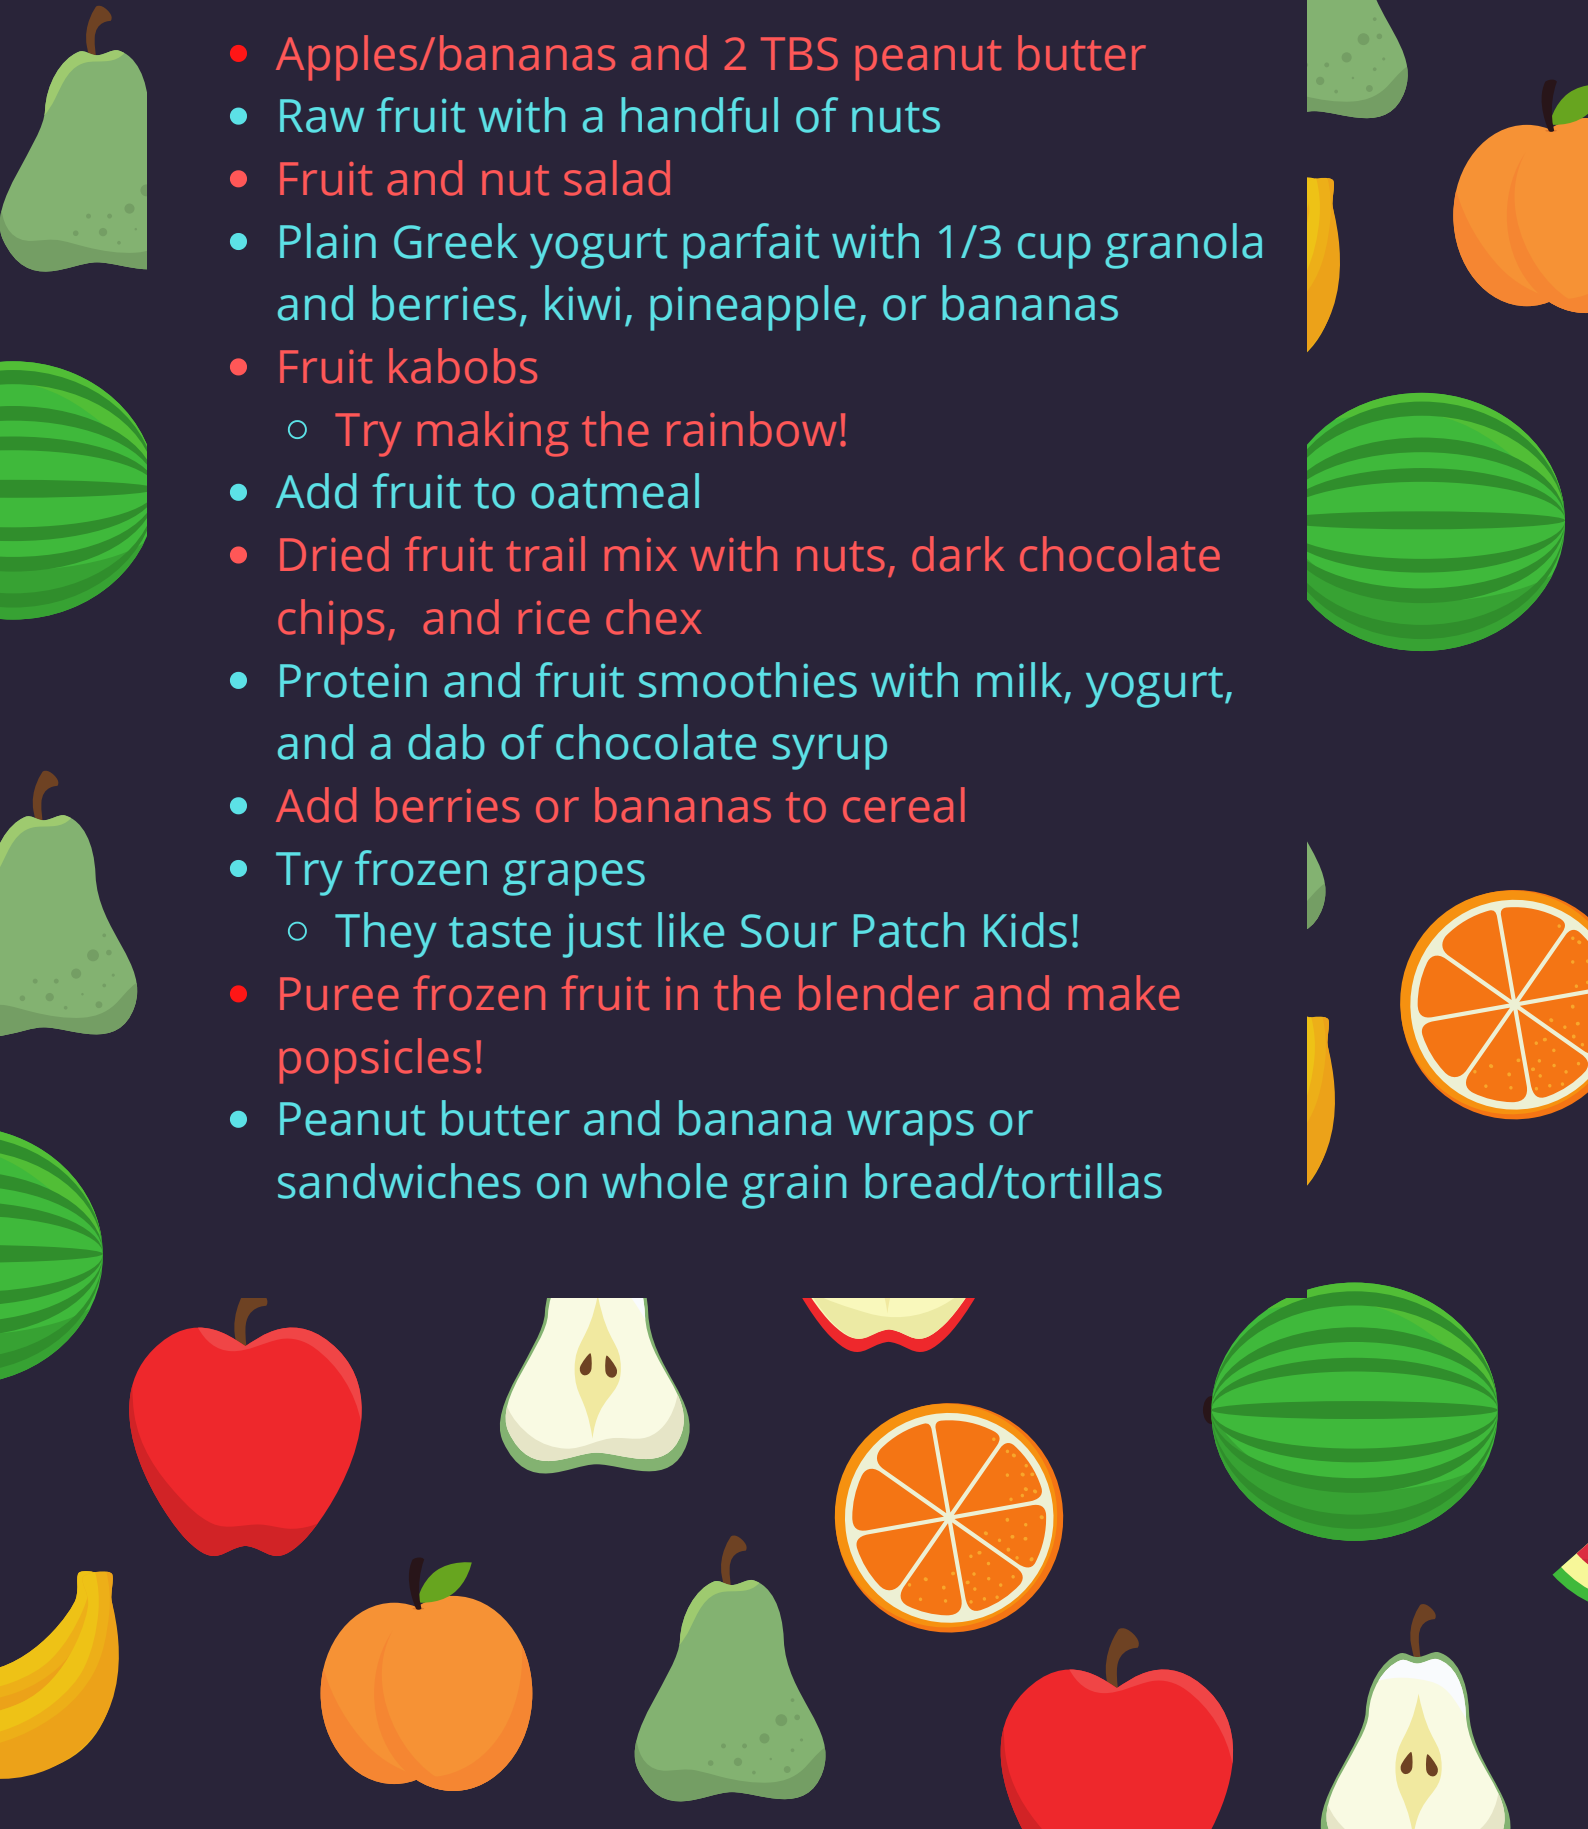 • Apples/bananas and 2 TBS peanut butter
• Raw fruit with a handful of nuts
• Fruit and nut salad
• Plain Greek yogurt parfait with 1/3 cup granola
and berries, kiwi, pineapple, or bananas
• Fruit kabobs
○ Try making the rainbow!
• Add fruit to oatmeal
• Dried fruit trail mix with nuts, dark chocolate
chips,  and rice chex
• Protein and fruit smoothies with milk, yogurt,
and a dab of chocolate syrup
• Add berries or bananas to cereal
• Try frozen grapes
○ They taste just like Sour Patch Kids!
• Puree frozen fruit in the blender and make
popsicles!
• Peanut butter and banana wraps or
sandwiches on whole grain bread/tortillas